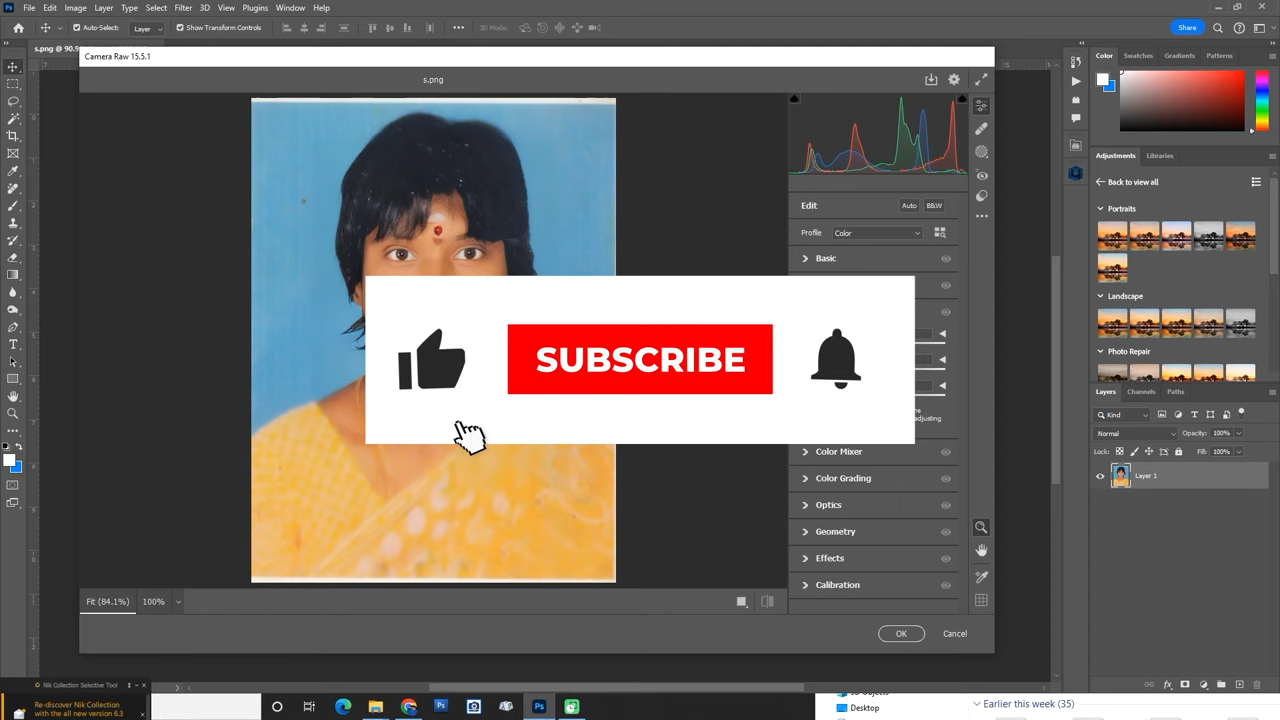 File Edit Image Layer Type Select Filter 3D View Plugins Window Help
Auto-Select: Layer Show Transform Controls 3D Mode: Share
s.png @ 90.9
Camera Raw 15.5.1
s.png
Edit Auto B&W
Profile Color
Basic
SUBSCRIBE
adjusting
Color Mixer
Color Grading
Optics
Geometry
Effects
Calibration
Fit (84.1%) 100%
OK Cancel
Color Swatches Gradients Patterns
Adjustments Libraries
Back to view all
Portraits
Landscape
Photo Repair
Layers Channels Paths
Kind
Normal Opacity: 100%
Lock: Fill: 100%
Layer 1
Nik Collection Selective Tool
Re-discover Nik Collection
with the all new version 6.3
Desktop
Earlier this week (35)